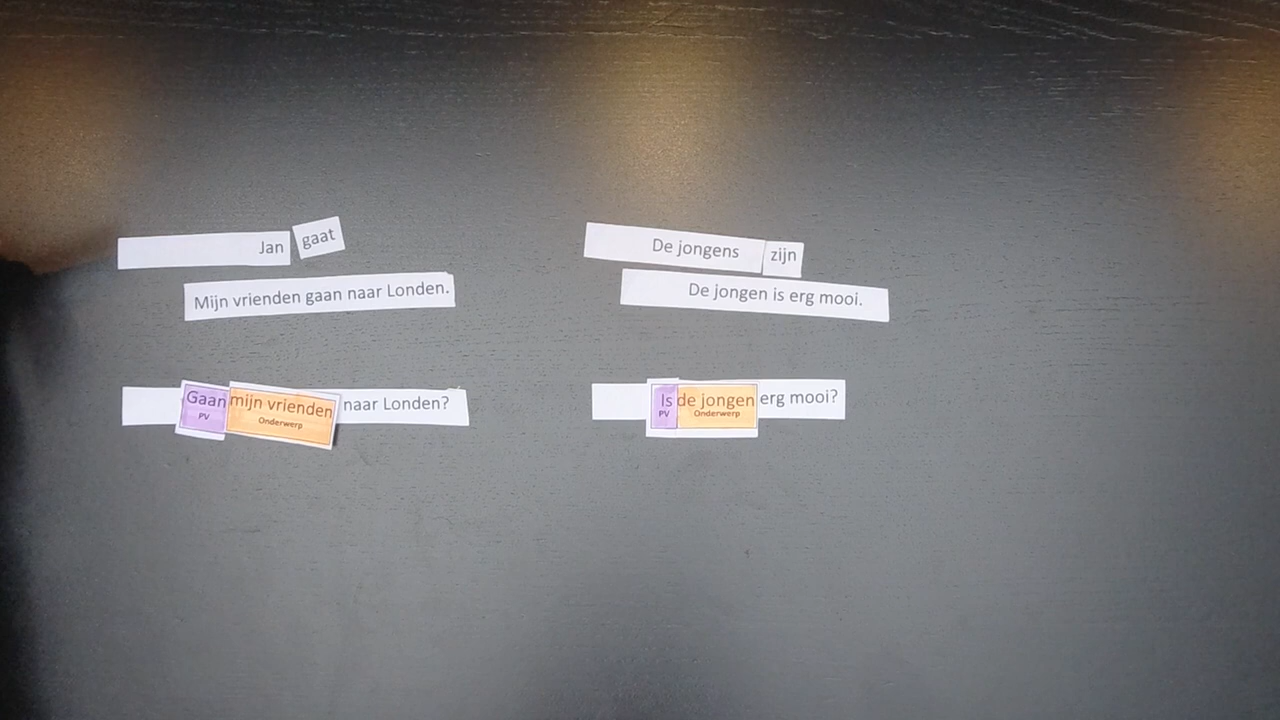 Jan gaat
Mijn vrienden gaan naar Londen.
Gaan mijn vrienden naar Londen?
PV Onderwerp
De jongens zijn
De jongen is erg mooi.
Is de jongen erg mooi?
PV Onderwerp